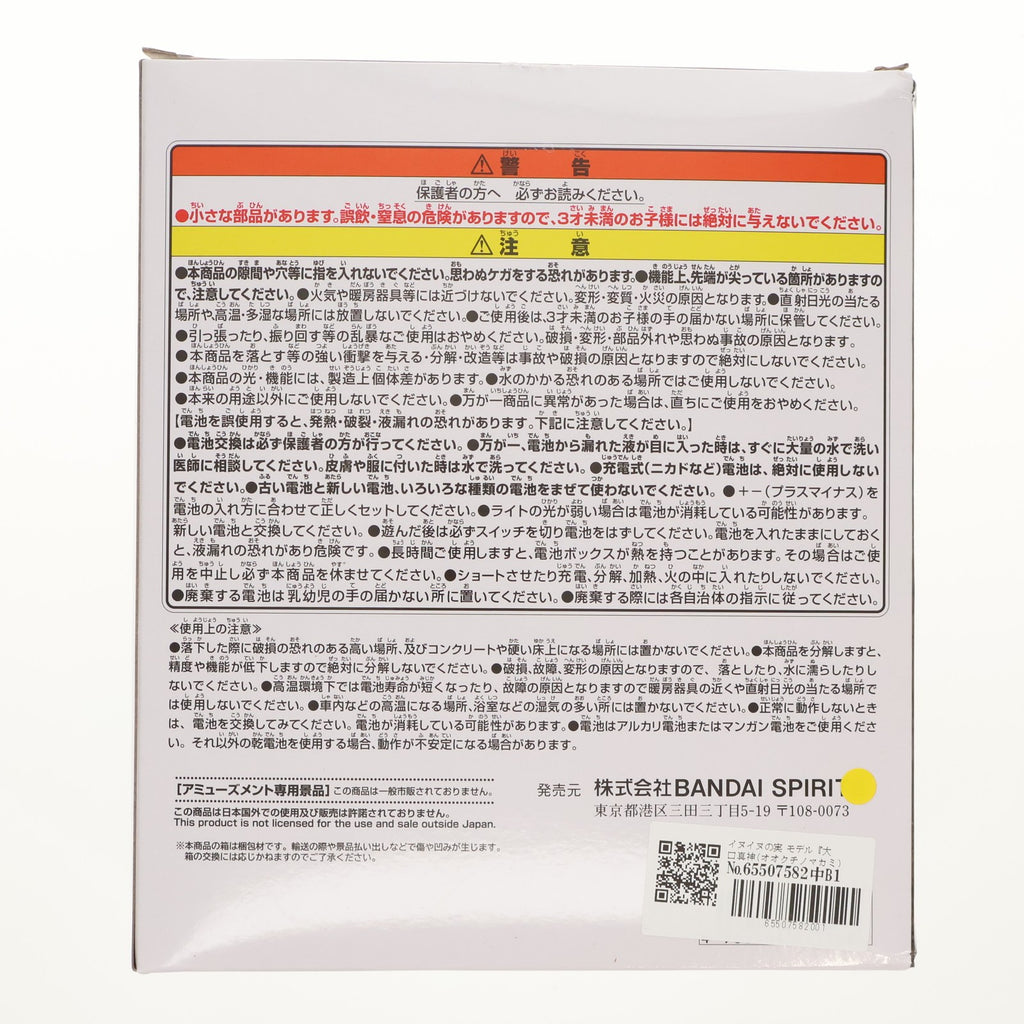 ⚠警告
保護者の方へ 必ずお読みください。
●小さな部品があります。誤飲・窒息の危険がありますので、3才未満のお子様には絶対に与えないでください。
⚠注意
●本商品の隙間や穴等に指を入れないでください。思わぬケガをする恐れがあります。●機能上、先端が尖っている箇所がありますの
で、注意してください。●火気や暖房器具等には近づけないでください。変形・変質・火災の原因となります。●直射日光の当たる
場所や、高温・多湿な場所には放置しないでください。●ご使用後は、3才未満のお子様の手の届かない場所に保管してください。
●引っ張ったり、振り回す等の乱暴なご使用はおやめください。破損・変形・部品外れや思わぬ事故の原因となります。
●本商品を落とす等の強い衝撃を与える・分解・改造等は事故や破損の原因となりますので絶対にしないでください。
●本商品の光・機能には、製造上個体差があります。●水のかかる恐れのある場所ではご使用しないでください。
●本来の用途以外にご使用しないでください。●万が一商品に異常があった場合は、直ちにご使用をおやめください。
【電池を誤使用すると、発熱・破裂・液漏れの恐れがあります。下記に注意してください。】
●電池交換は必ず保護者の方がお行ってください。●万が一、電池から漏れた液が目に入った時は、すぐに大量の水で洗い
医師に相談してください。皮膚や服に付いた時は水で洗ってください。●充電式(ニカドなど)電池は、絶対に使用しない
でください。●古い電池と新しい電池、いろいろな種類の電池をまぜて使わないでください。●+-(プラスマイナス)を
電池の入れ方に合わせて正しくセットしてください。●ライトの光が弱い場合は電池が消耗している可能性があります。
新しい電池と交換してください。●遊んだ後は必ずスイッチを切り電池をはずしてください。電池を入れたままにしておく
と、液漏れの恐れがあり危険です。●長時間ご使用しますと、電池ボックスが熱を持つことがあります。その場合はご使
用を中止し必ず本商品を休ませてください。●ショートさせたり充電、分解、加熱、火の中に入れたりしないでください。
●廃棄する電池は乳幼児の手の届かない所に置いてください。●廃棄する際には各自治体の指示に従ってください。
≪使用上の注意≫
●落下した際に破損の恐れのある高い場所、及びコンクリートや硬い床上になる場所には置かないでください。●本商品を分解しますと、
精度や機能が低下しますので絶対に分解しないでください。●破損、故障、変形の原因となりますので、落としたり、水に濡らしたりし
ないでください。●高温環境下では電池寿命が短くなったり、故障の原因となりますので暖房器具の近くや直射日光の当たる場所で
は使用しないでください。●車内などの高温になる場所、浴室などの湿気の多い所には置かないでください。●正常に動作しないとき
は、電池を交換してみてください。電池が消耗している可能性があります。●電池はアルカリ電池またはマンガン電池をご使用くださ
い。それ以外の乾電池を使用する場合、動作が不安定になる場合があります。
［アミューズメント専用景品］この商品は一般市販されておりません。
この商品は日本国外での使用及び販売は許諾されておりません。
This product is not licensed for the use and sale outside Japan.
※本商品の箱は梱包材です。輸送の際や景品払い出しなどで傷や凹みが生じます。
箱の交換には応じかねますのでご了承ください。
発売元 株式会社BANDAI SPIRIT
東京都港区三田三丁目5-19 〒108-0073
イヌイヌの実 モデル『大
口真神(オオクチノマカミ)
No.65507582中B1
65507582001